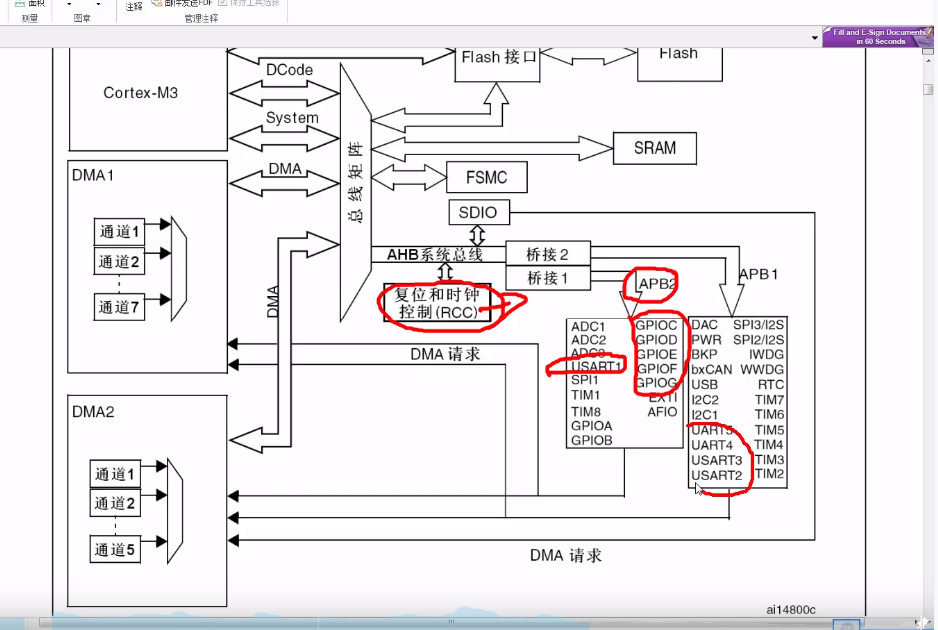 面积
测量
图章
注释
邮件发送PDF
保持工具选择
管理注释
Fill and E-Sign Documents
in 60 Seconds
Cortex-M3
DCode
System
Flash 接口
Flash
总线矩阵
SRAM
FSMC
SDIO
DMA1
DMA
通道1
通道2
通道7
AHB系统总线
桥接 2
桥接 1
复位和时钟
控制(RCC)
APB2
APB1
DMA
DMA 请求
ADC1
ADC2
ADC3
USART1
SPI1
TIM1
TIM8
GPIOA
GPIOB
GPIOC
GPIOD
GPIOE
GPIOF
GPIOG
EXTI
AFIO
DAC
PWR
BKP
bxCAN
USB
I2C2
I2C1
UART5
UART4
USART3
USART2
SPI3/I2S
SPI2/I2S
IWDG
WWDG
RTC
TIM7
TIM6
TIM5
TIM4
TIM3
TIM2
DMA2
通道1
通道2
通道5
DMA 请求
ai14800c